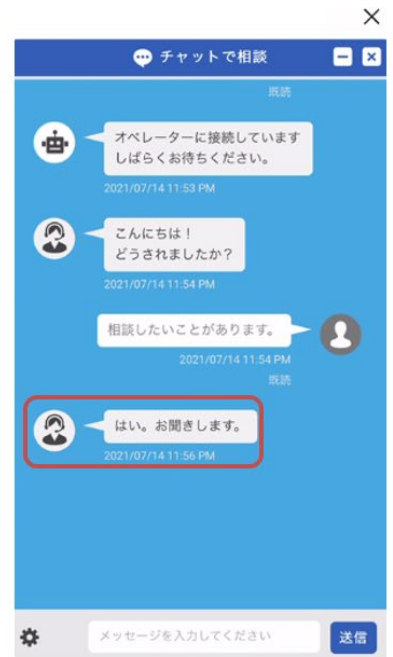 チャットで相談
既読
オペレーターに接続しています
しばらくお待ちください。
2021/07/14 11:53 PM
こんにちは！
どうされましたか？
2021/07/14 11:54 PM
相談したいことがあります。
2021/07/14 11:54 PM
既読
はい。お聞きします。
2021/07/14 11:56 PM
メッセージを入力してください
送信